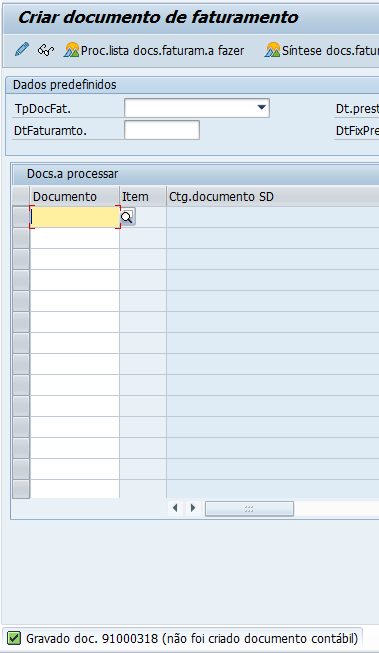 Criar documento de faturamento
Proc.lista docs.faturam.a fazer Síntese docs.fatu
Dados predefinidos
TpDocFat. Dt.prest
DtFaturamto. DtFixPre
Docs.a processar
Documento Item Ctg.documento SD
Gravado doc. 91000318 (não foi criado documento contábil)